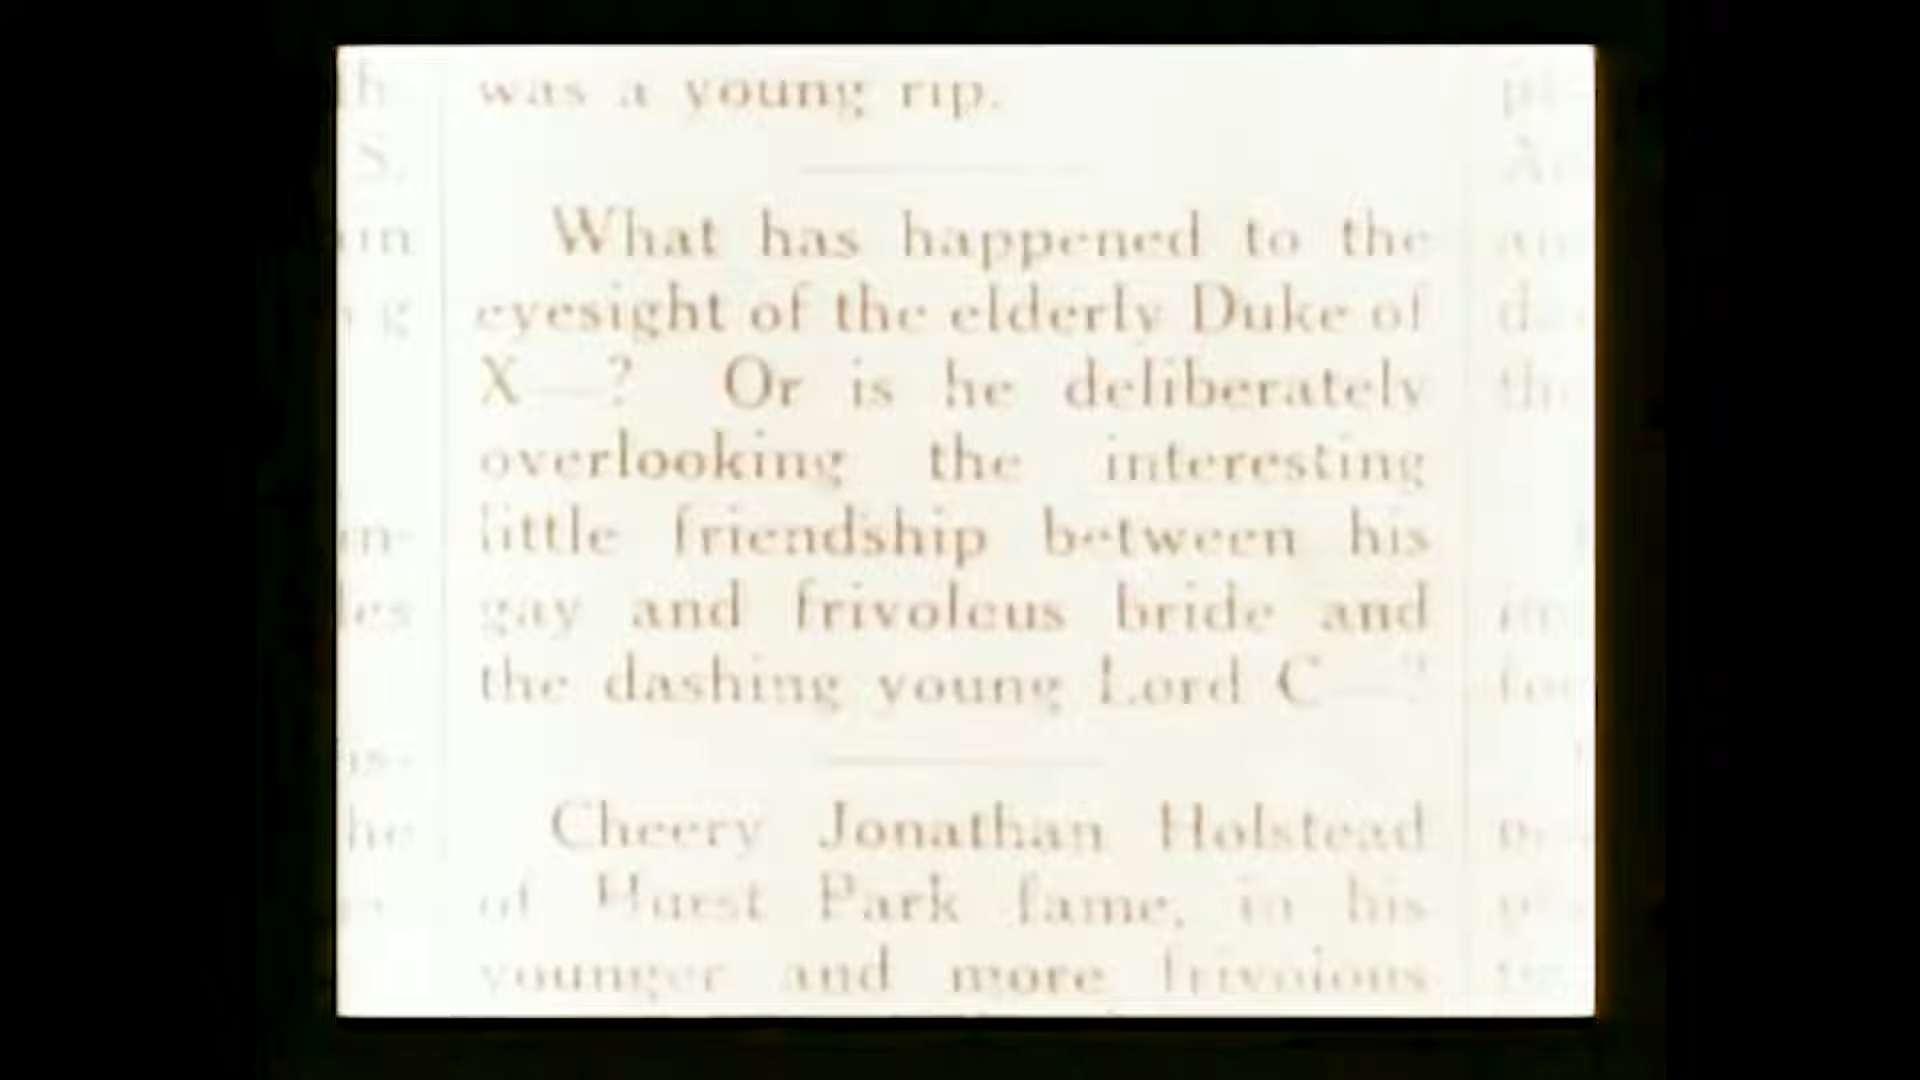 was a young rip.
What has happened to the
eyesight of the elderly Duke of
X—? Or is he deliberately
overlooking the interesting
little friendship between his
gay and frivolous bride and
the dashing young Lord C—?
Cheery Jonathan Holstead
of Hurst Park fame, in his
younger and more frivolous